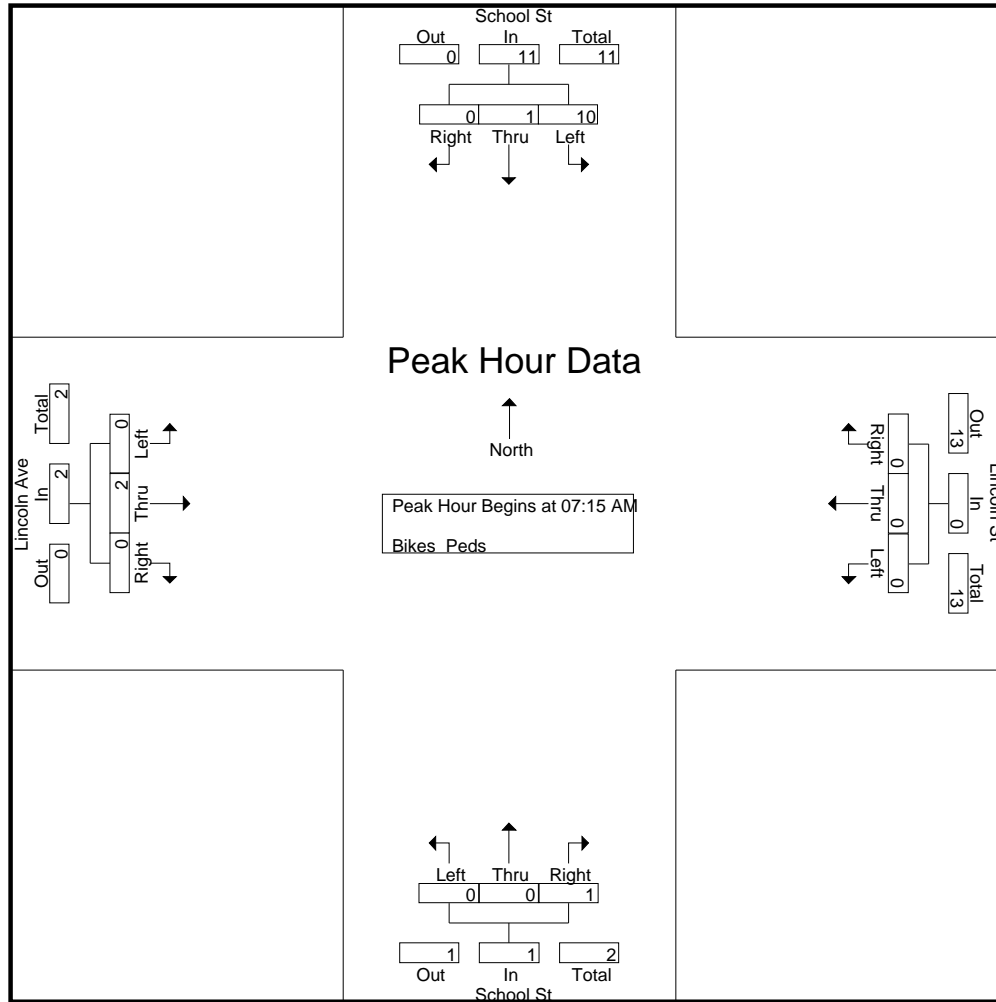 School St
Out In Total
0 11 11
0 1 10
Right Thru Left
Peak Hour Data
North
Peak Hour Begins at 07:15 AM
Bikes Peds
Lincoln Ave
Total In Out
2 2 0
0 2 0
Left Thru Right
Right Thru Left
0 0 0
13 0 13
Out In Total
Lincoln St
Left Thru Right
0 0 1
1 1 2
Out In Total
School St